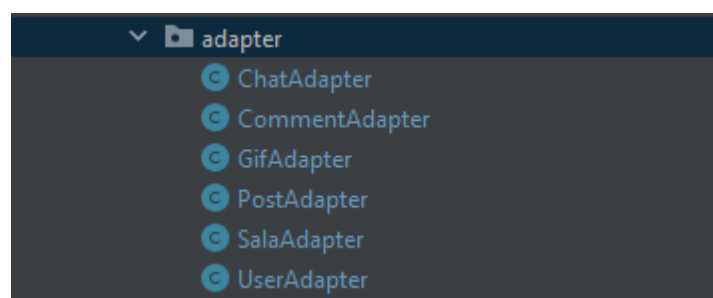 adapter
ChatAdapter
CommentAdapter
GifAdapter
PostAdapter
SalaAdapter
UserAdapter